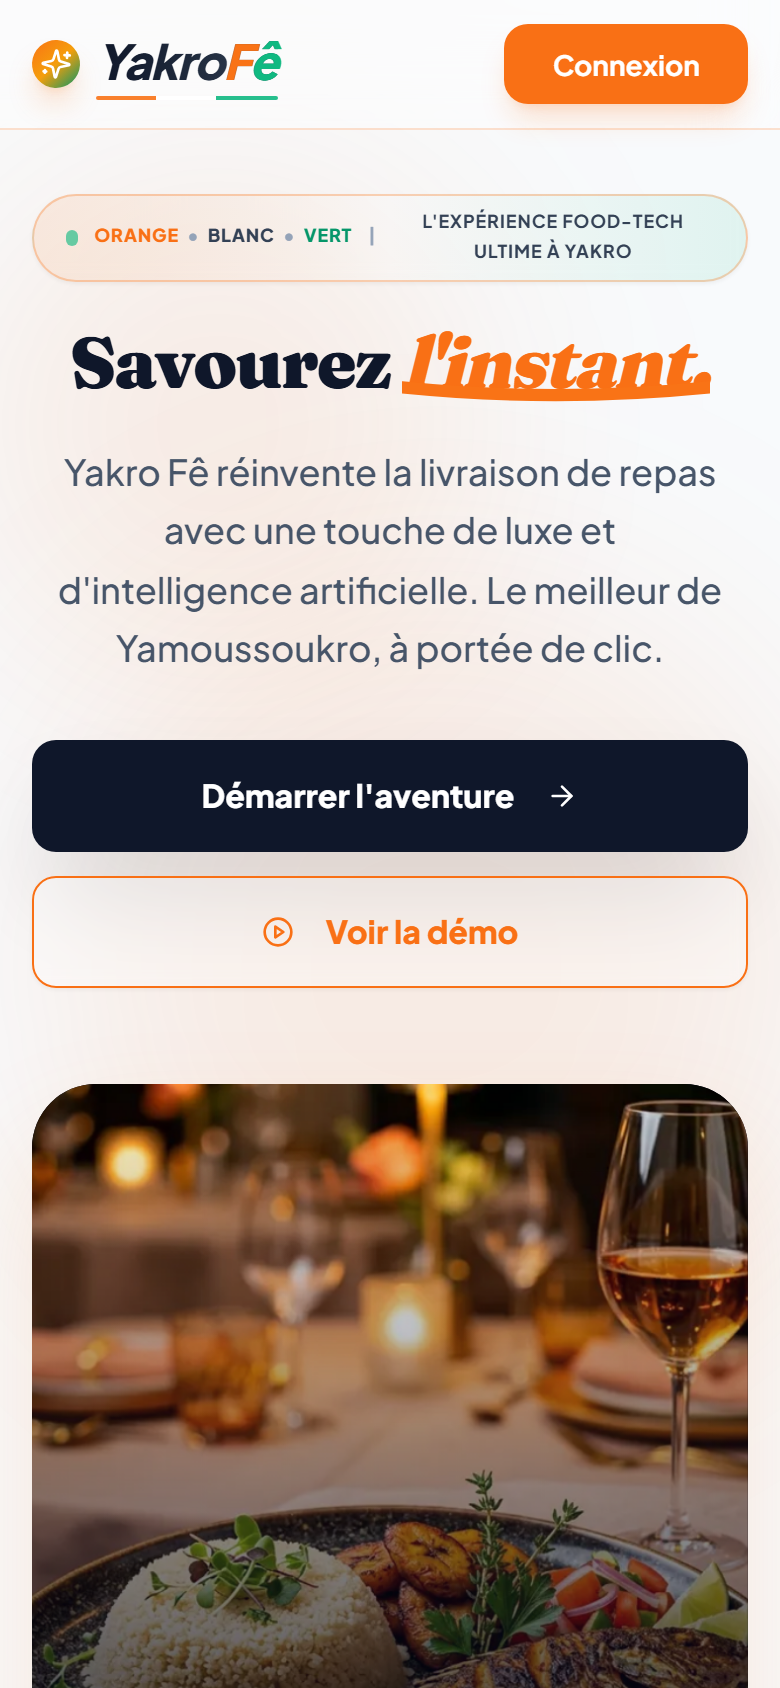 YakroFê
Connexion
ORANGE • BLANC • VERT |
L'EXPÉRIENCE FOOD-TECH
ULTIME À YAKRO
Savourez l'instant.
Yakro Fê réinvente la livraison de repas
avec une touche de luxe et
d'intelligence artificielle. Le meilleur de
Yamoussoukro, à portée de clic.
Démarrer l'aventure →
Voir la démo